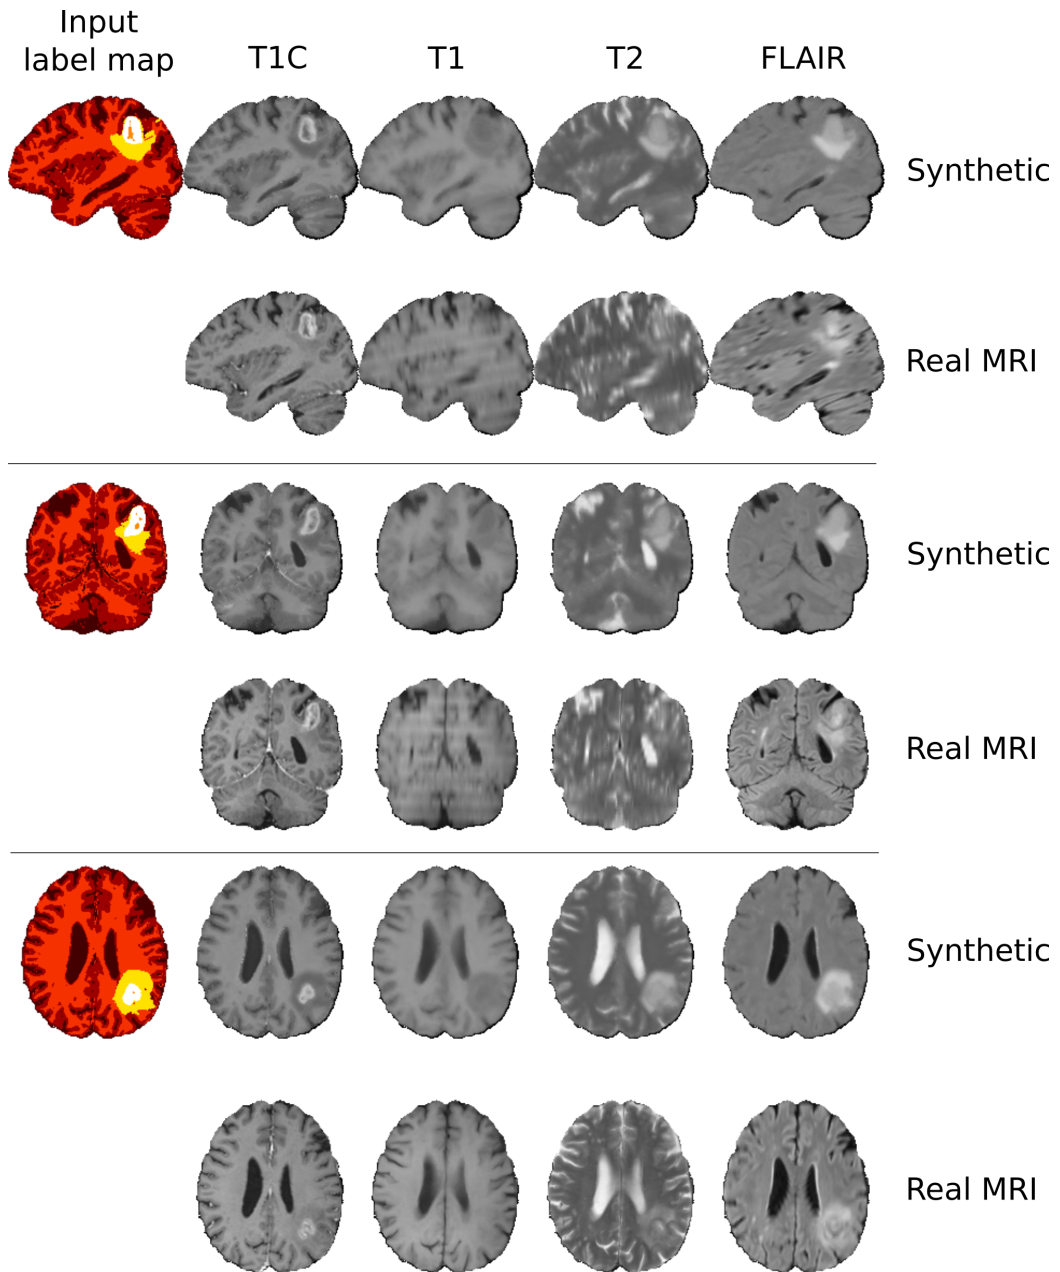 Input
label map
T1C
T1
T2
FLAIR
Synthetic
Real MRI
Synthetic
Real MRI
Synthetic
Real MRI